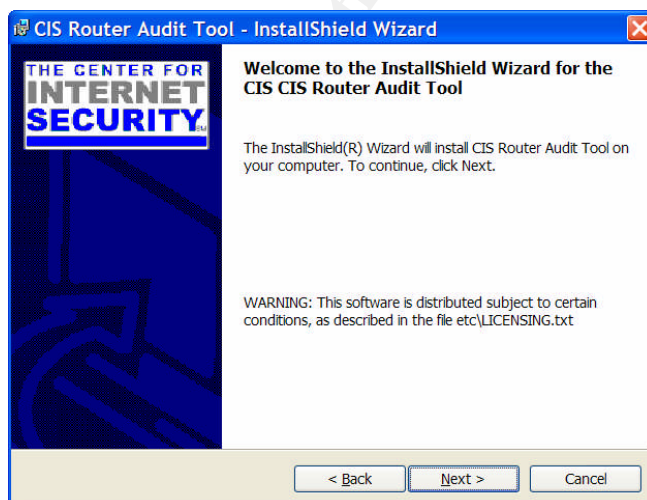 CIS Router Audit Tool - InstallShield Wizard
THE CENTER FOR
INTERNET
SECURITY
Welcome to the InstallShield Wizard for the
CIS CIS Router Audit Tool
The InstallShield(R) Wizard will install CIS Router Audit Tool on
your computer. To continue, click Next.
WARNING: This software is distributed subject to certain
conditions, as described in the file etc\LICENSING.txt
< Back
Next >
Cancel